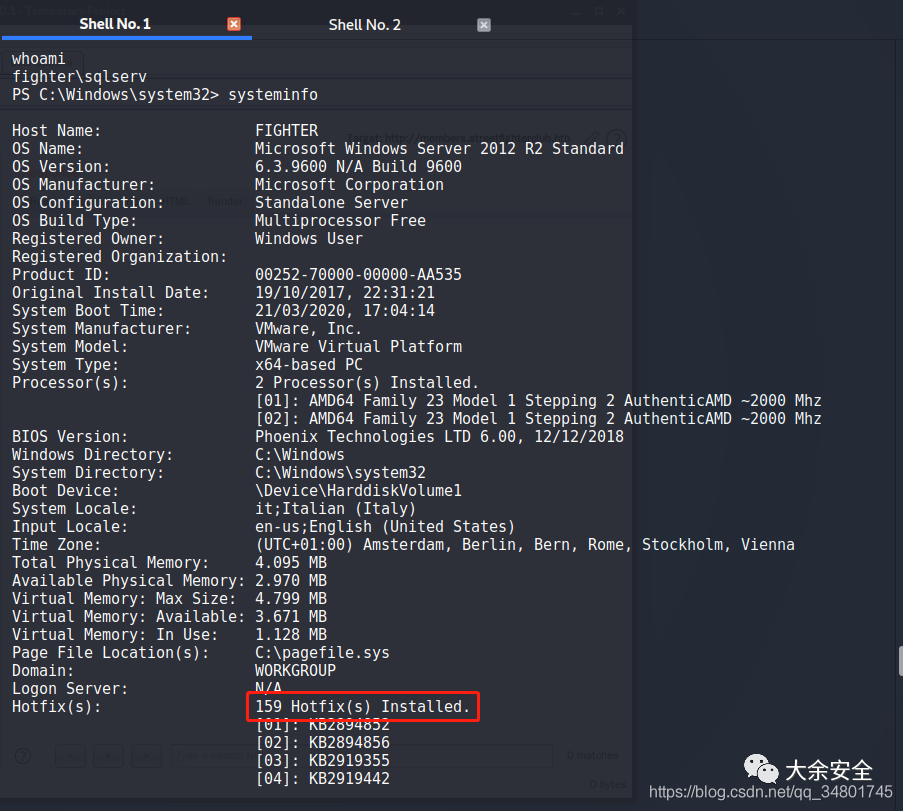 Shell No. 1
Shell No. 2
whoami
fighter\sqlserv
PS C:\Windows\system32> systeminfo
Host Name: FIGHTER
OS Name: Microsoft Windows Server 2012 R2 Standard
OS Version: 6.3.9600 N/A Build 9600
OS Manufacturer: Microsoft Corporation
OS Configuration: Standalone Server
OS Build Type: Multiprocessor Free
Registered Owner: Windows User
Registered Organization:
Product ID: 00252-70000-00000-AA535
Original Install Date: 19/10/2017, 22:31:21
System Boot Time: 21/03/2020, 17:04:14
System Manufacturer: VMware, Inc.
System Model: VMware Virtual Platform
System Type: x64-based PC
Processor(s): 2 Processor(s) Installed.
[01]: AMD64 Family 23 Model 1 Stepping 2 AuthenticAMD ~2000 Mhz
[02]: AMD64 Family 23 Model 1 Stepping 2 AuthenticAMD ~2000 Mhz
BIOS Version: Phoenix Technologies LTD 6.00, 12/12/2018
Windows Directory: C:\Windows
System Directory: C:\Windows\system32
Boot Device: \Device\HarddiskVolume1
System Locale: it;Italian (Italy)
Input Locale: en-us;English (United States)
Time Zone: (UTC+01:00) Amsterdam, Berlin, Bern, Rome, Stockholm, Vienna
Total Physical Memory: 4.095 MB
Available Physical Memory: 2.970 MB
Virtual Memory: Max Size: 4.799 MB
Virtual Memory: Available: 3.671 MB
Virtual Memory: In Use: 1.128 MB
Page File Location(s): C:\pagefile.sys
Domain: WORKGROUP
Logon Server: N/A
Hotfix(s): 159 Hotfix(s) Installed.
[01]: KB2894852
[02]: KB2894856
[03]: KB2919355
[04]: KB2919442
0 matches
0 bytes
大余安全
https://blog.csdn.net/qq_34801745